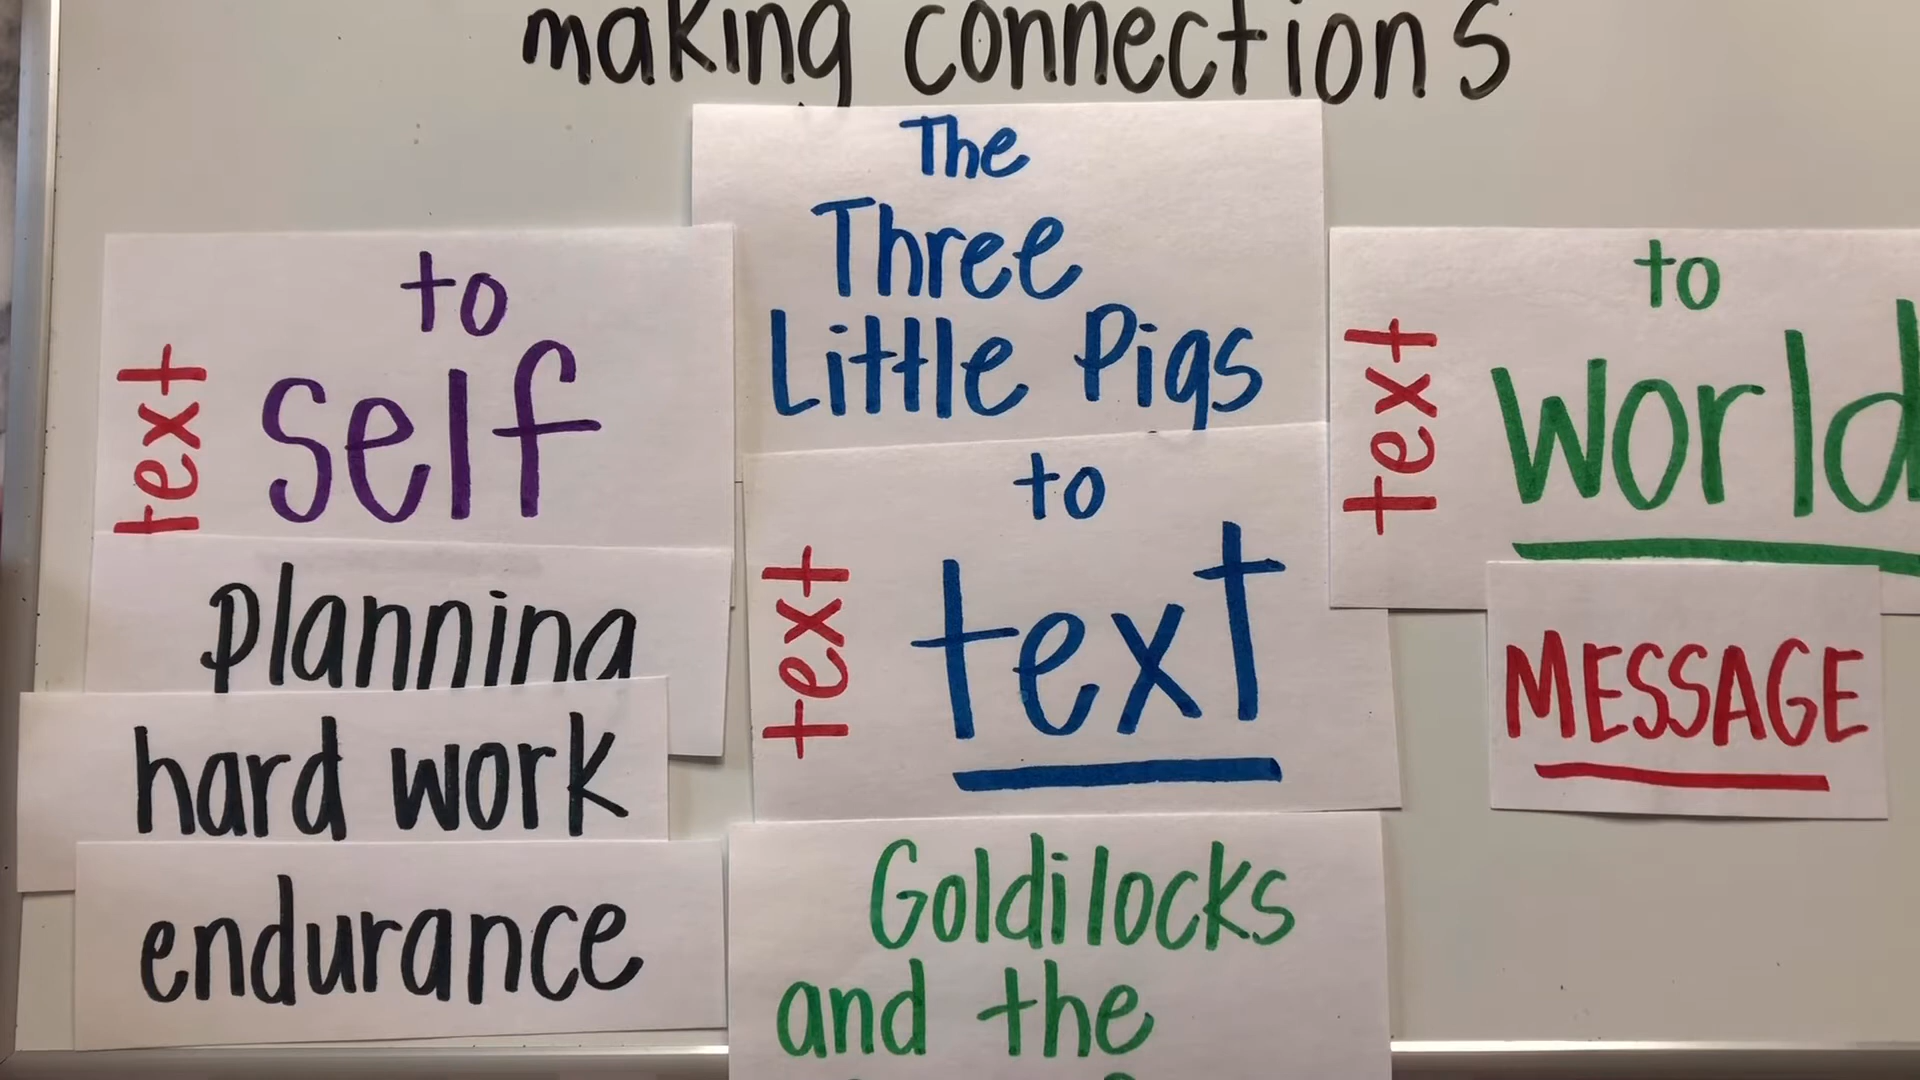 making connections
text
to
self
planning
hard work
endurance
The
Three
Little Pigs
text
to
text
Goldilocks
and the
text
to
world
MESSAGE